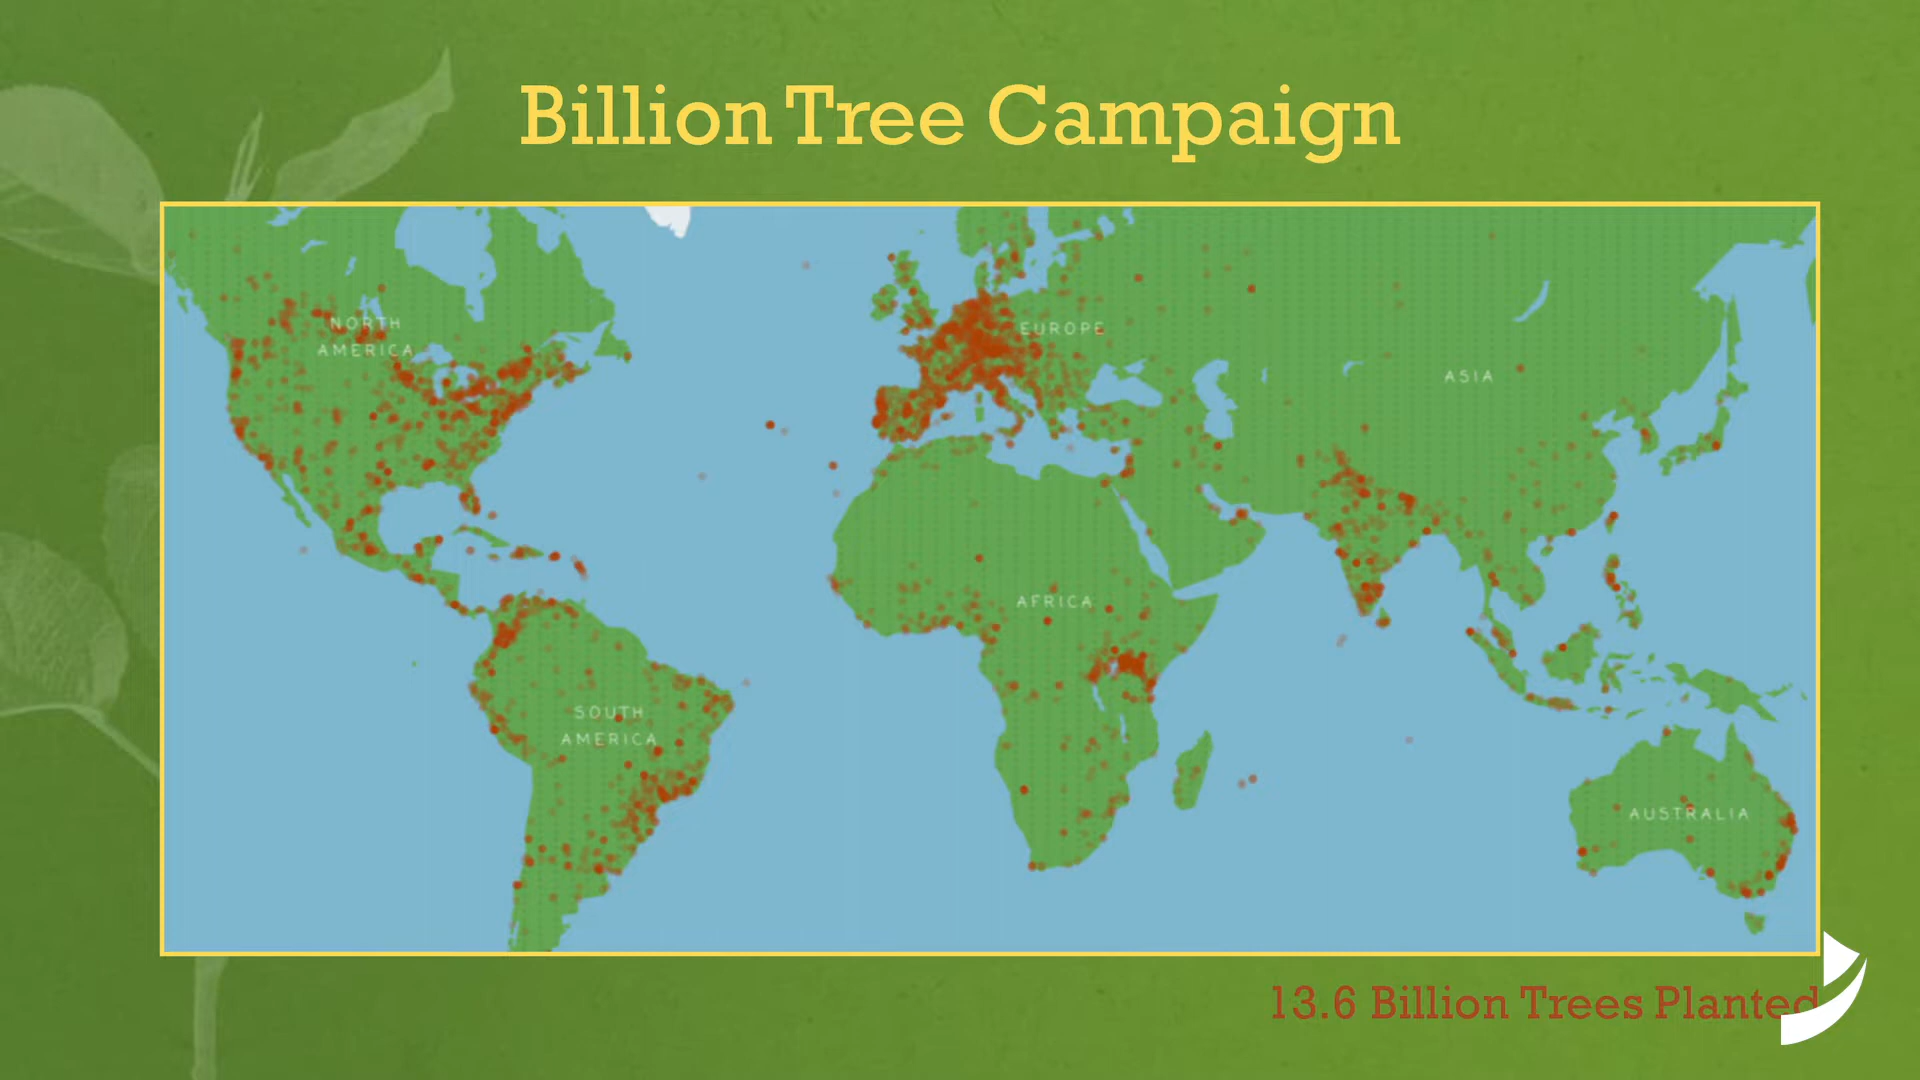 Billion Tree Campaign
NORTH
AMERICA
EUROPE
ASIA
AFRICA
SOUTH
AMERICA
AUSTRALIA
13.6 Billion Trees Planted